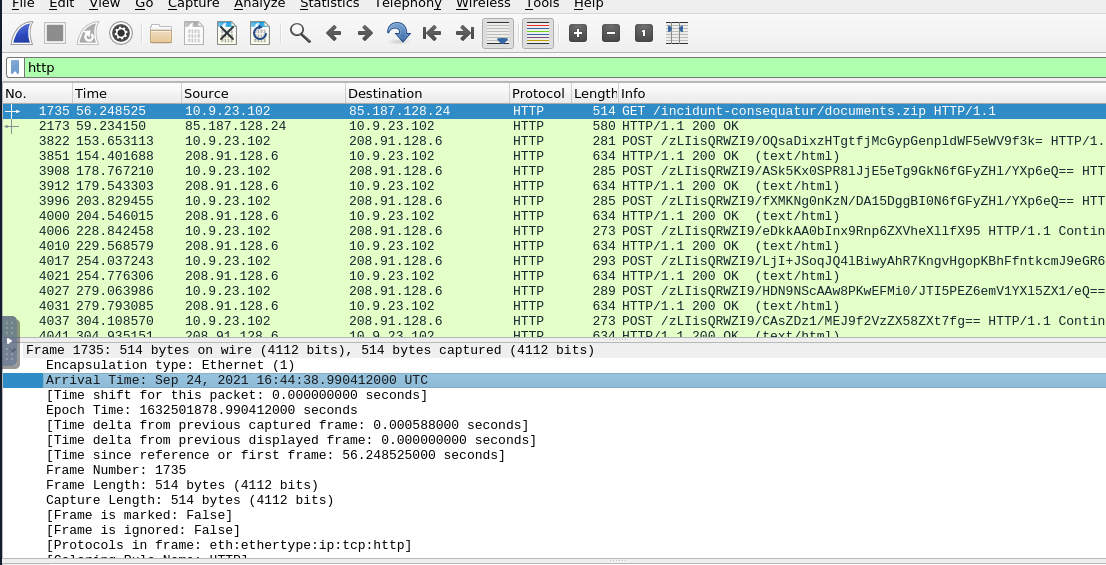 File Edit View Go Capture Analyze Statistics Telephony Wireless Tools Help
1
http
No. Time Source Destination Protocol Length Info
1735 56.248525 10.9.23.102 85.187.128.24 HTTP 514 GET /incidunt-consequatur/documents.zip HTTP/1.1
2173 59.234150 85.187.128.24 10.9.23.102 HTTP 580 HTTP/1.1 200 OK
3822 153.653113 10.9.23.102 208.91.128.6 HTTP 281 POST /zLIisQRWZI9/OQsaDixzHTgtfjMcGypGenpldWF5eWV9f3k= HTTP/1.
3851 154.401688 208.91.128.6 10.9.23.102 HTTP 634 HTTP/1.1 200 OK (text/html)
3908 178.767210 10.9.23.102 208.91.128.6 HTTP 285 POST /zLIisQRWZI9/ASk5Kx0SPR8lJjE5eTg9GkN6fGFyZHl/YXp6eQ== HTT
3912 179.543303 208.91.128.6 10.9.23.102 HTTP 634 HTTP/1.1 200 OK (text/html)
3996 203.829455 10.9.23.102 208.91.128.6 HTTP 285 POST /zLIisQRWZI9/fXMKNg0nKzN/DA15DggBI0N6fGFyZHl/YXp6eQ== HTT
4000 204.546015 208.91.128.6 10.9.23.102 HTTP 634 HTTP/1.1 200 OK (text/html)
4006 228.842458 10.9.23.102 208.91.128.6 HTTP 273 POST /zLIisQRWZI9/eDkkAA0bInx9Rnp6ZXVheXllfX95 HTTP/1.1 Contin
4010 229.568579 208.91.128.6 10.9.23.102 HTTP 634 HTTP/1.1 200 OK (text/html)
4017 254.037243 10.9.23.102 208.91.128.6 HTTP 293 POST /zLIisQRWZI9/LjI+JSoqJQ4lBiwyAhR7KngvHgopKBhFfntkcmJ9eGR6
4021 254.776306 208.91.128.6 10.9.23.102 HTTP 634 HTTP/1.1 200 OK (text/html)
4027 279.063986 10.9.23.102 208.91.128.6 HTTP 289 POST /zLIisQRWZI9/HDN9NScAAw8PKwEFMi0/JTI5PEZ6emV1YXl5ZX1/eQ==
4031 279.793085 208.91.128.6 10.9.23.102 HTTP 634 HTTP/1.1 200 OK (text/html)
4037 304.108570 10.9.23.102 208.91.128.6 HTTP 273 POST /zLIisQRWZI9/CAsZDz1/MEJ9f2VzZX58ZXt7fg== HTTP/1.1 Contin
4041 304.935151 208.91.128.6 10.9.23.102 HTTP 634 HTTP/1.1 200 OK (text/html)
Frame 1735: 514 bytes on wire (4112 bits), 514 bytes captured (4112 bits)
Encapsulation type: Ethernet (1)
Arrival Time: Sep 24, 2021 16:44:38.990412000 UTC
[Time shift for this packet: 0.000000000 seconds]
Epoch Time: 1632501878.990412000 seconds
[Time delta from previous captured frame: 0.000588000 seconds]
[Time delta from previous displayed frame: 0.000000000 seconds]
[Time since reference or first frame: 56.248525000 seconds]
Frame Number: 1735
Frame Length: 514 bytes (4112 bits)
Capture Length: 514 bytes (4112 bits)
[Frame is marked: False]
[Frame is ignored: False]
[Protocols in frame: eth:ethertype:ip:tcp:http]
[Coloring Rule Name: HTTP]